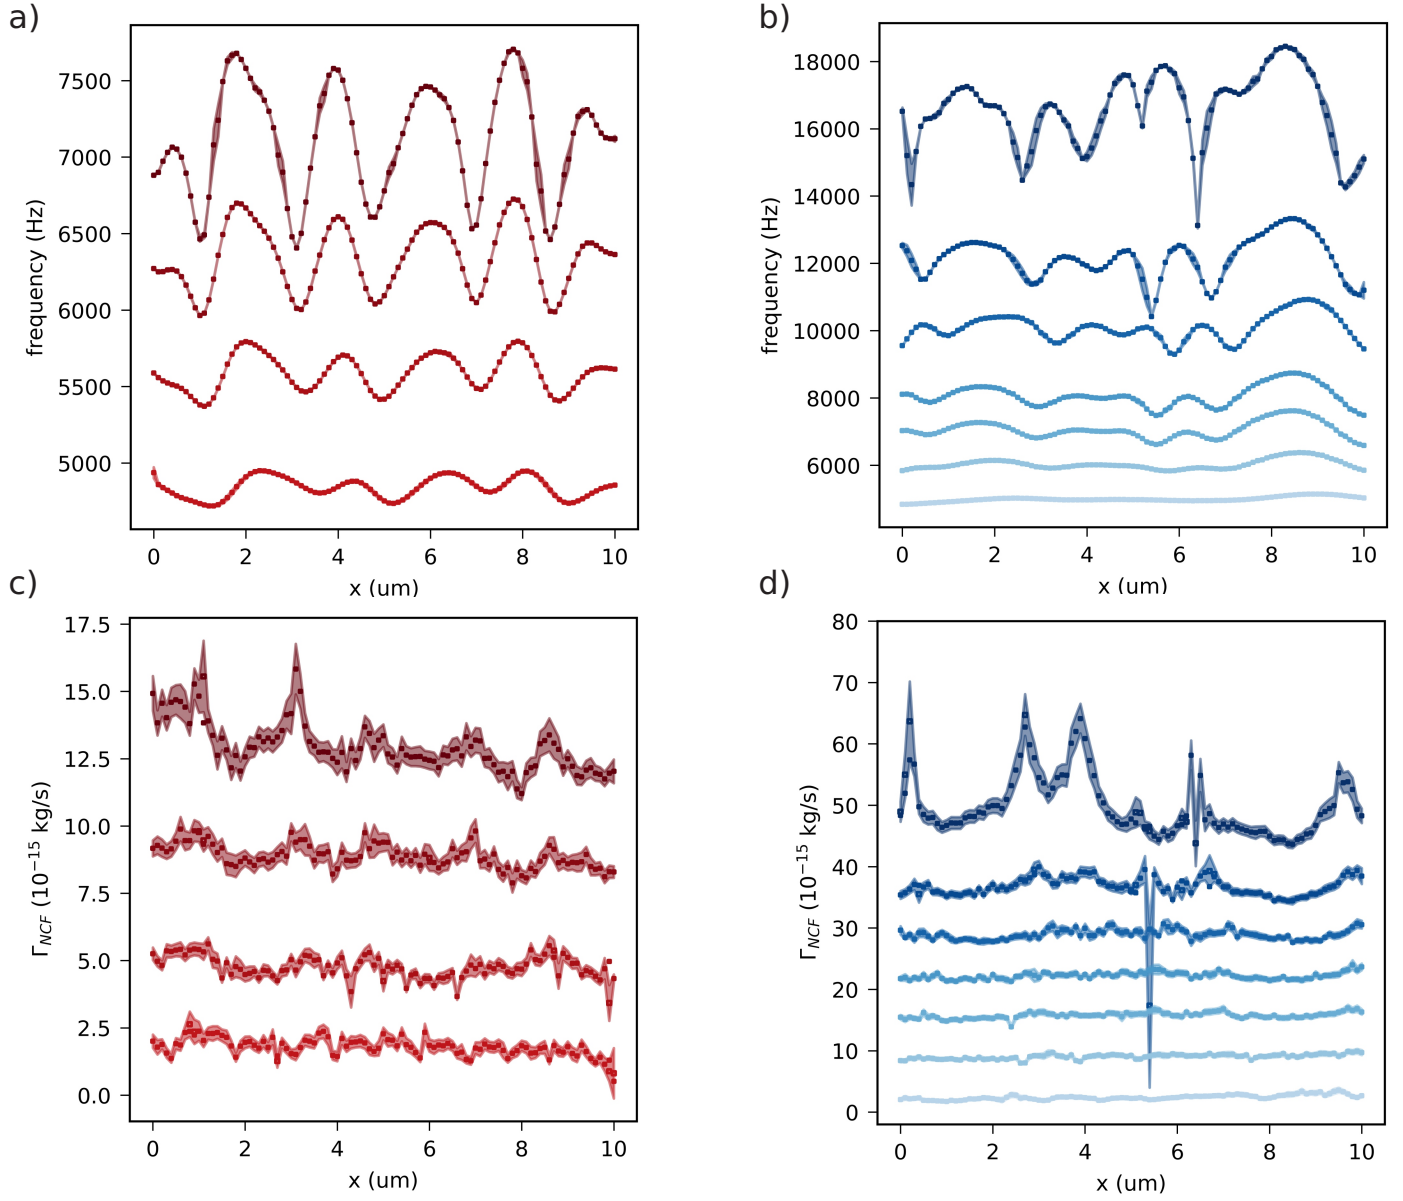 a)
7500
7000
6500
6000
5500
5000
frequency (Hz)
0 2 4 6 8 10
x (um)
b)
18000
16000
14000
12000
10000
8000
6000
frequency (Hz)
0 2 4 6 8 10
x (um)
c)
17.5
15.0
12.5
10.0
7.5
5.0
2.5
0.0
Γ_NCF (10⁻¹⁵ kg/s)
0 2 4 6 8 10
x (um)
d)
80
70
60
50
40
30
20
10
0
Γ_NCF (10⁻¹⁵ kg/s)
0 2 4 6 8 10
x (um)